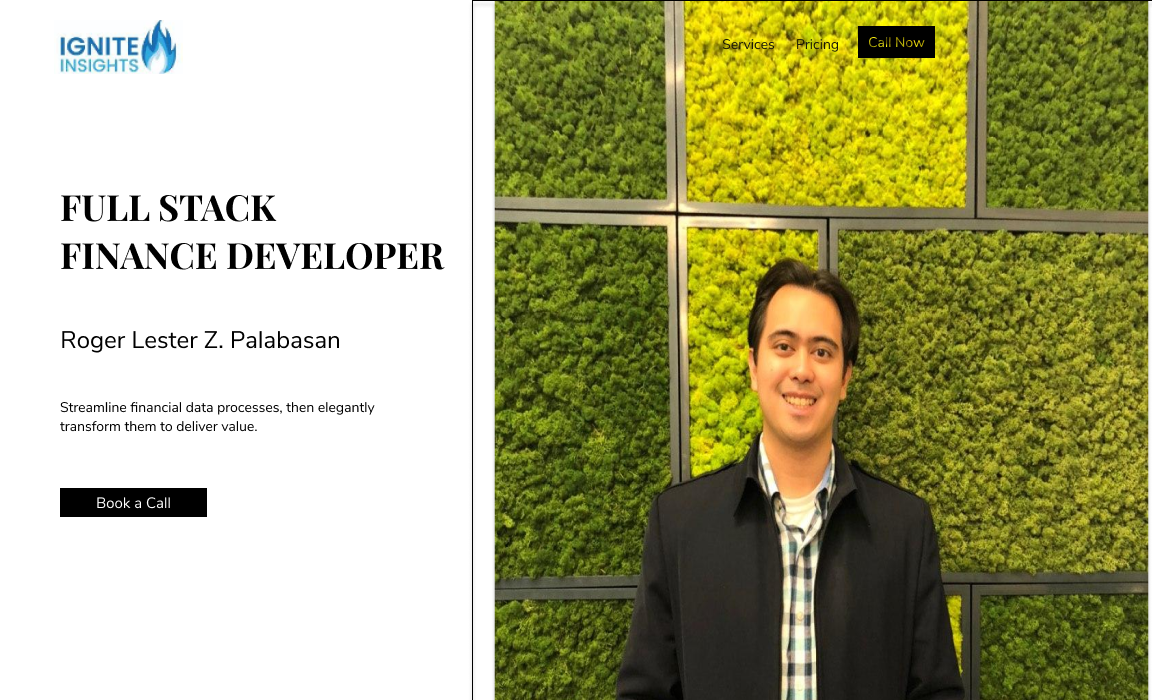 IGNITE
INSIGHTS
Services Pricing Call Now
FULL STACK
FINANCE DEVELOPER
Roger Lester Z. Palabasan
Streamline financial data processes, then elegantly
transform them to deliver value.
Book a Call